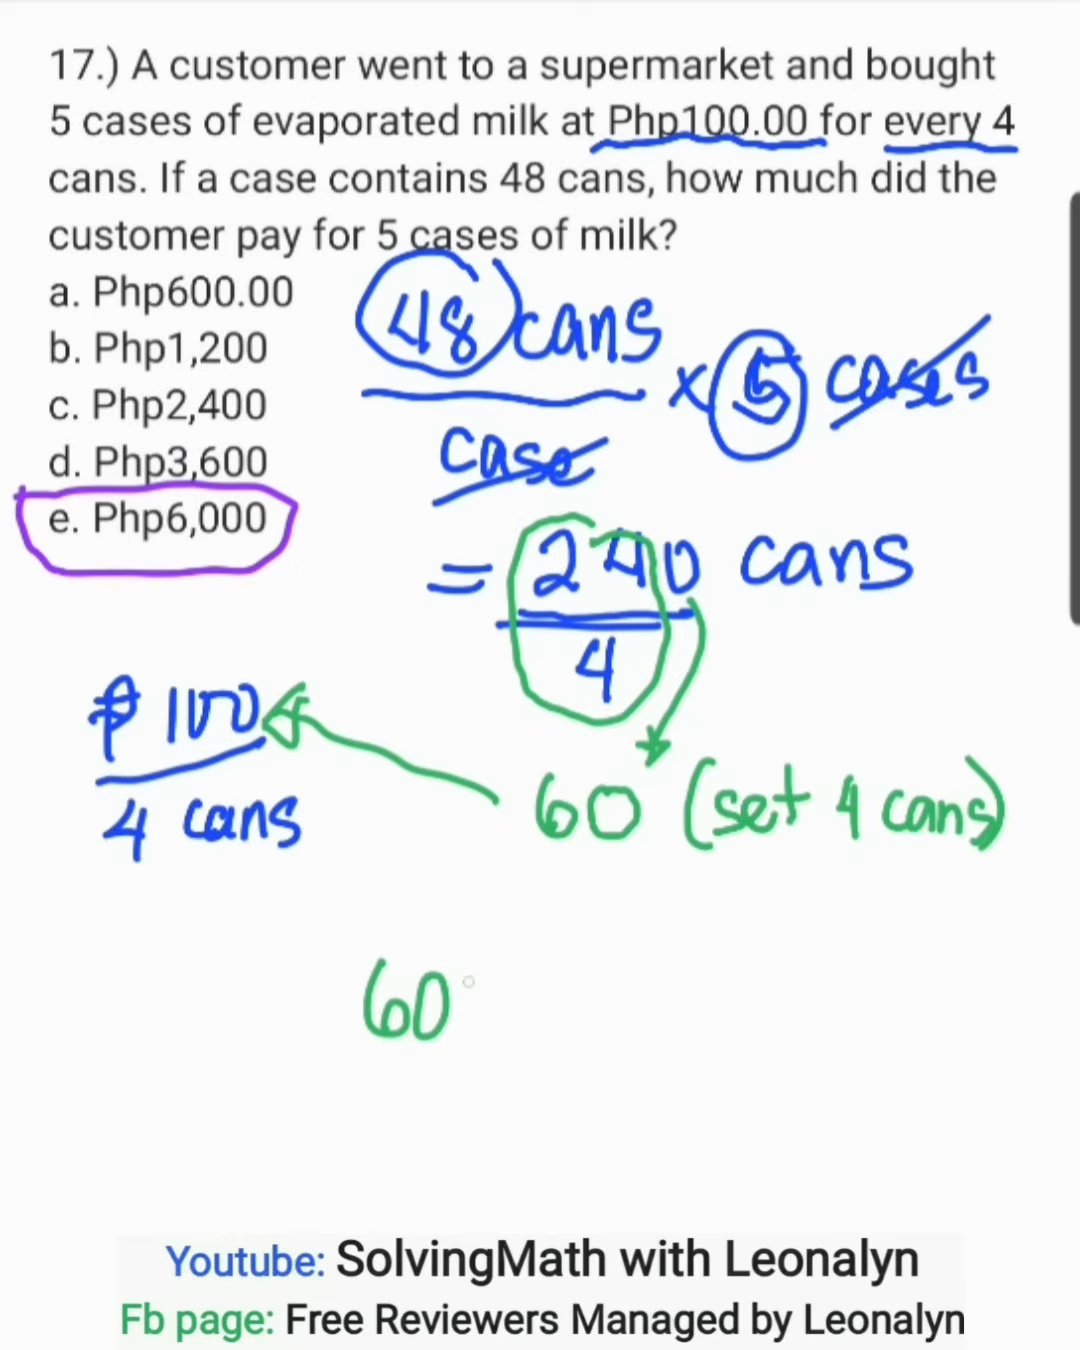 17.) A customer went to a supermarket and bought
5 cases of evaporated milk at Php100.00 for every 4
cans. If a case contains 48 cans, how much did the
customer pay for 5 cases of milk?
a. Php600.00
b. Php1,200
c. Php2,400
d. Php3,600
e. Php6,000
48 cans
case
x 5 cases
= 240 cans
4
₱100
4 cans
60 (set 4 cans)
60
Youtube: SolvingMath with Leonalyn
Fb page: Free Reviewers Managed by Leonalyn